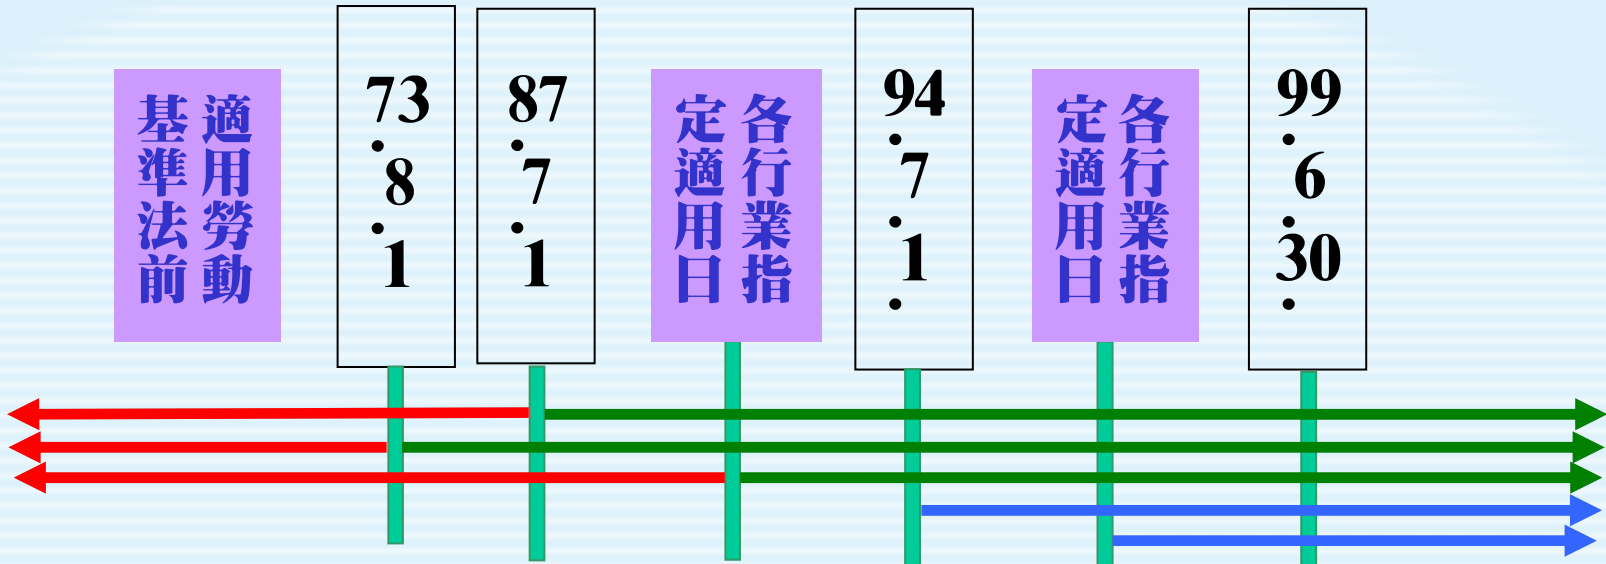 適用勞動
基準法前
73.8.1
87.7.1
各行業指
定適用日
94.7.1.
各行業指
定適用日
99.6.30.